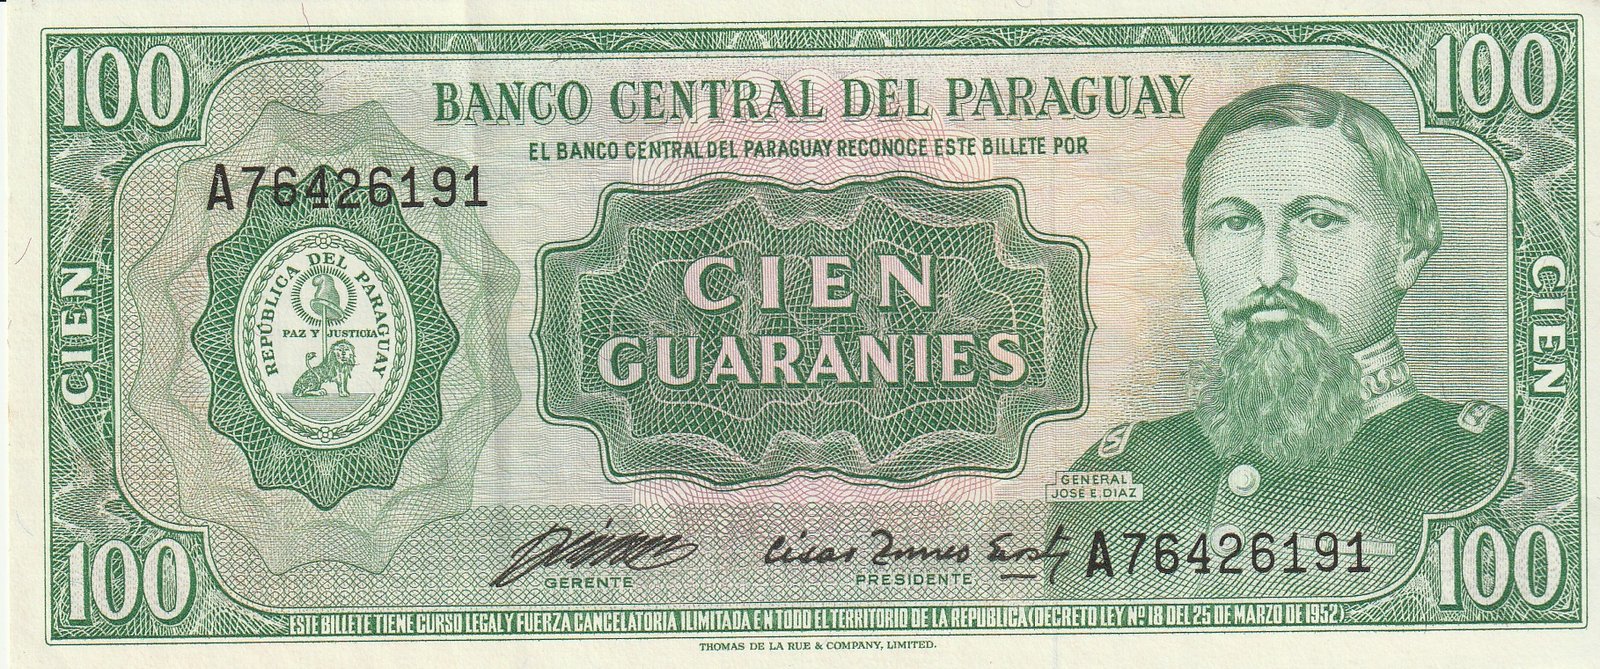 100
100
BANCO CENTRAL DEL PARAGUAY
EL BANCO CENTRAL DEL PARAGUAY RECONOCE ESTE BILLETE POR
A76426191
REPÚBLICA DEL PARAGUAY
PAZ Y JUSTICIA
CIEN
CIEN
GUARANIES
CIEN
GENERAL
JOSE E. DIAZ
GERENTE
PRESIDENTE
A76426191
100
100
ESTE BILLETE TIENE CURSO LEGAL Y FUERZA CANCELATORIA ILIMITADA EN TODO EL TERRITORIO DE LA REPUBLICA (DECRETO LEY Nº 18 DEL 25 DE MARZO DE 1952)
THOMAS DE LA RUE & COMPANY, LIMITED.